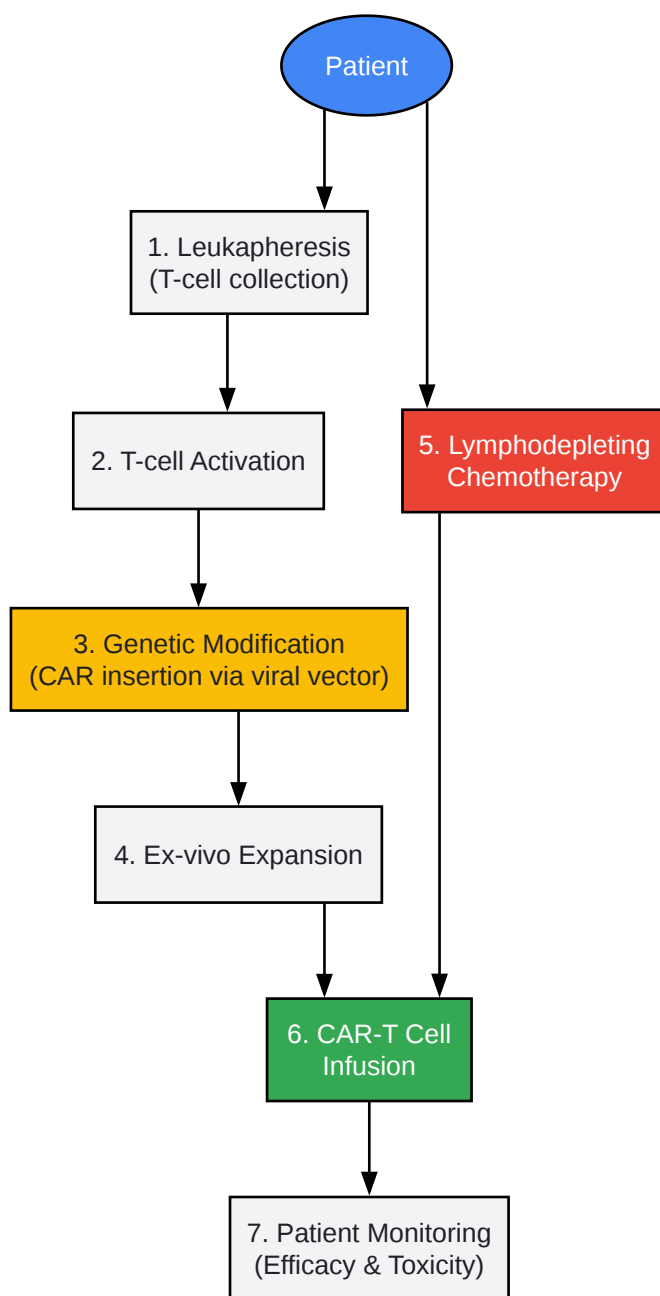 Patient
1. Leukapheresis
(T-cell collection)
2. T-cell Activation
5. Lymphodepleting
Chemotherapy
3. Genetic Modification
(CAR insertion via viral vector)
4. Ex-vivo Expansion
6. CAR-T Cell
Infusion
7. Patient Monitoring
(Efficacy & Toxicity)